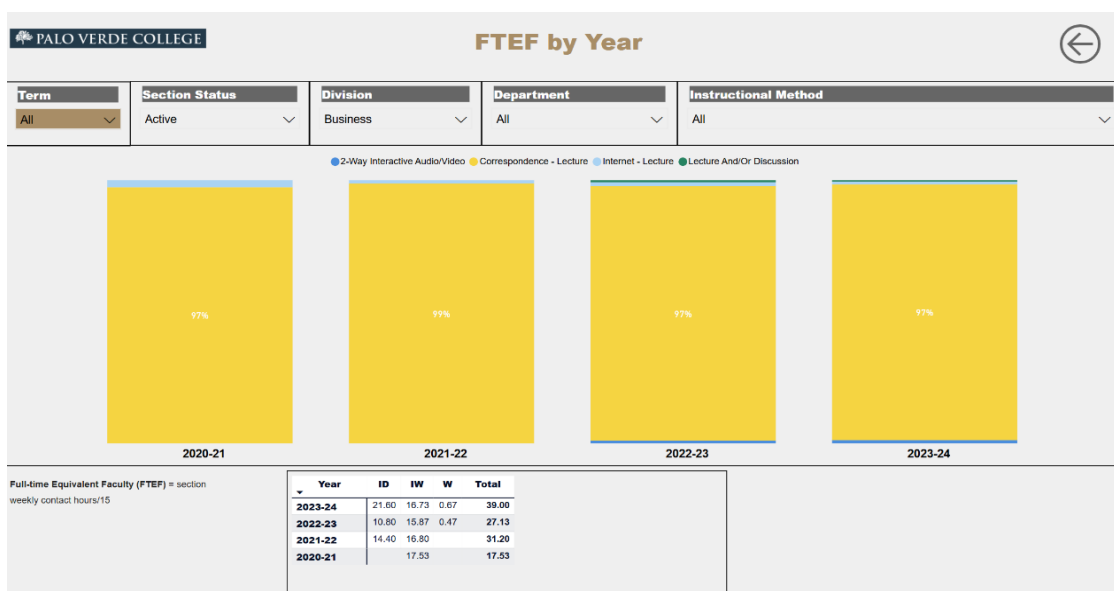 PALO VERDE COLLEGE
FTEF by Year
Term Section Status Division Department Instructional Method
All Active Business All All
2-Way Interactive Audio/Video Correspondence - Lecture Internet - Lecture Lecture And/Or Discussion
97% 99% 97% 97%
2020-21 2021-22 2022-23 2023-24
Full-time Equivalent Faculty (FTEF) = section
weekly contact hours/15
Year ID IW W Total
2023-24 21.60 16.73 0.67 39.00
2022-23 10.80 15.87 0.47 27.13
2021-22 14.40 16.80 31.20
2020-21 17.53 17.53